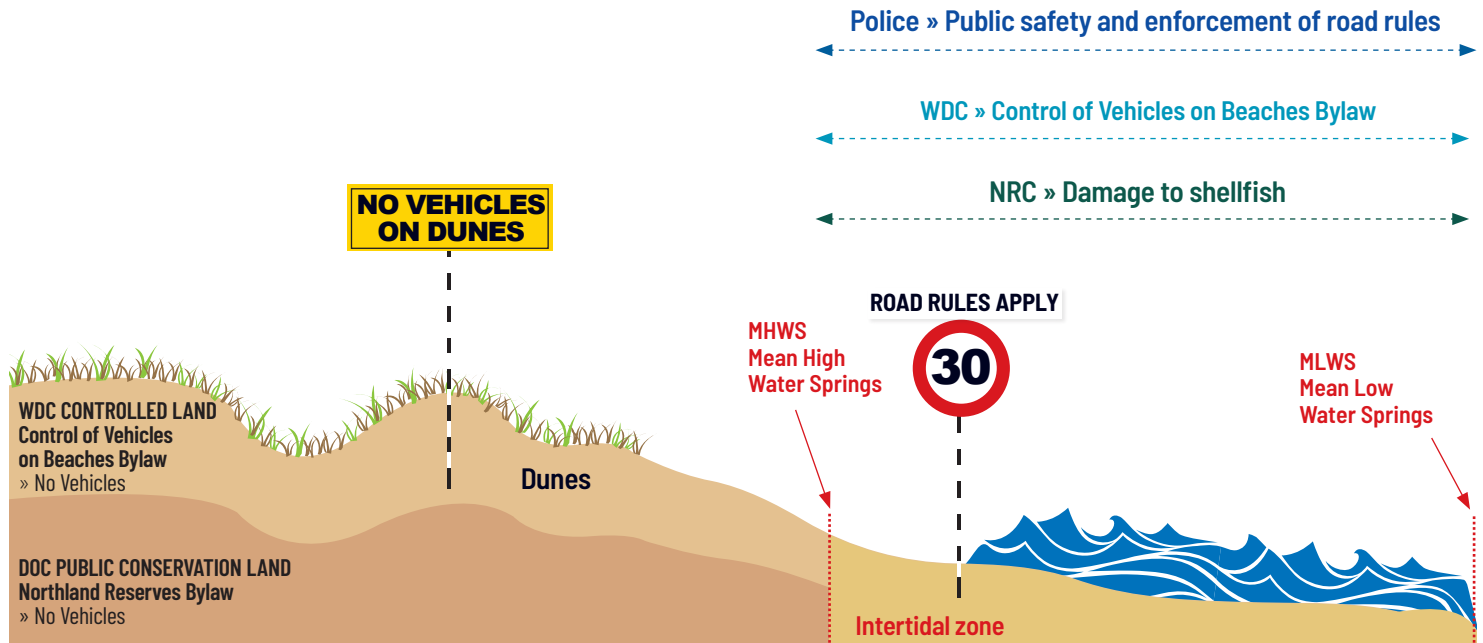 Police » Public safety and enforcement of road rules
WDC » Control of Vehicles on Beaches Bylaw
NRC » Damage to shellfish
NO VEHICLES
ON DUNES
ROAD RULES APPLY
30
MHWS
Mean High
Water Springs
MLWS
Mean Low
Water Springs
WDC CONTROLLED LAND
Control of Vehicles
on Beaches Bylaw
» No Vehicles
Dunes
DOC PUBLIC CONSERVATION LAND
Northland Reserves Bylaw
» No Vehicles
Intertidal zone